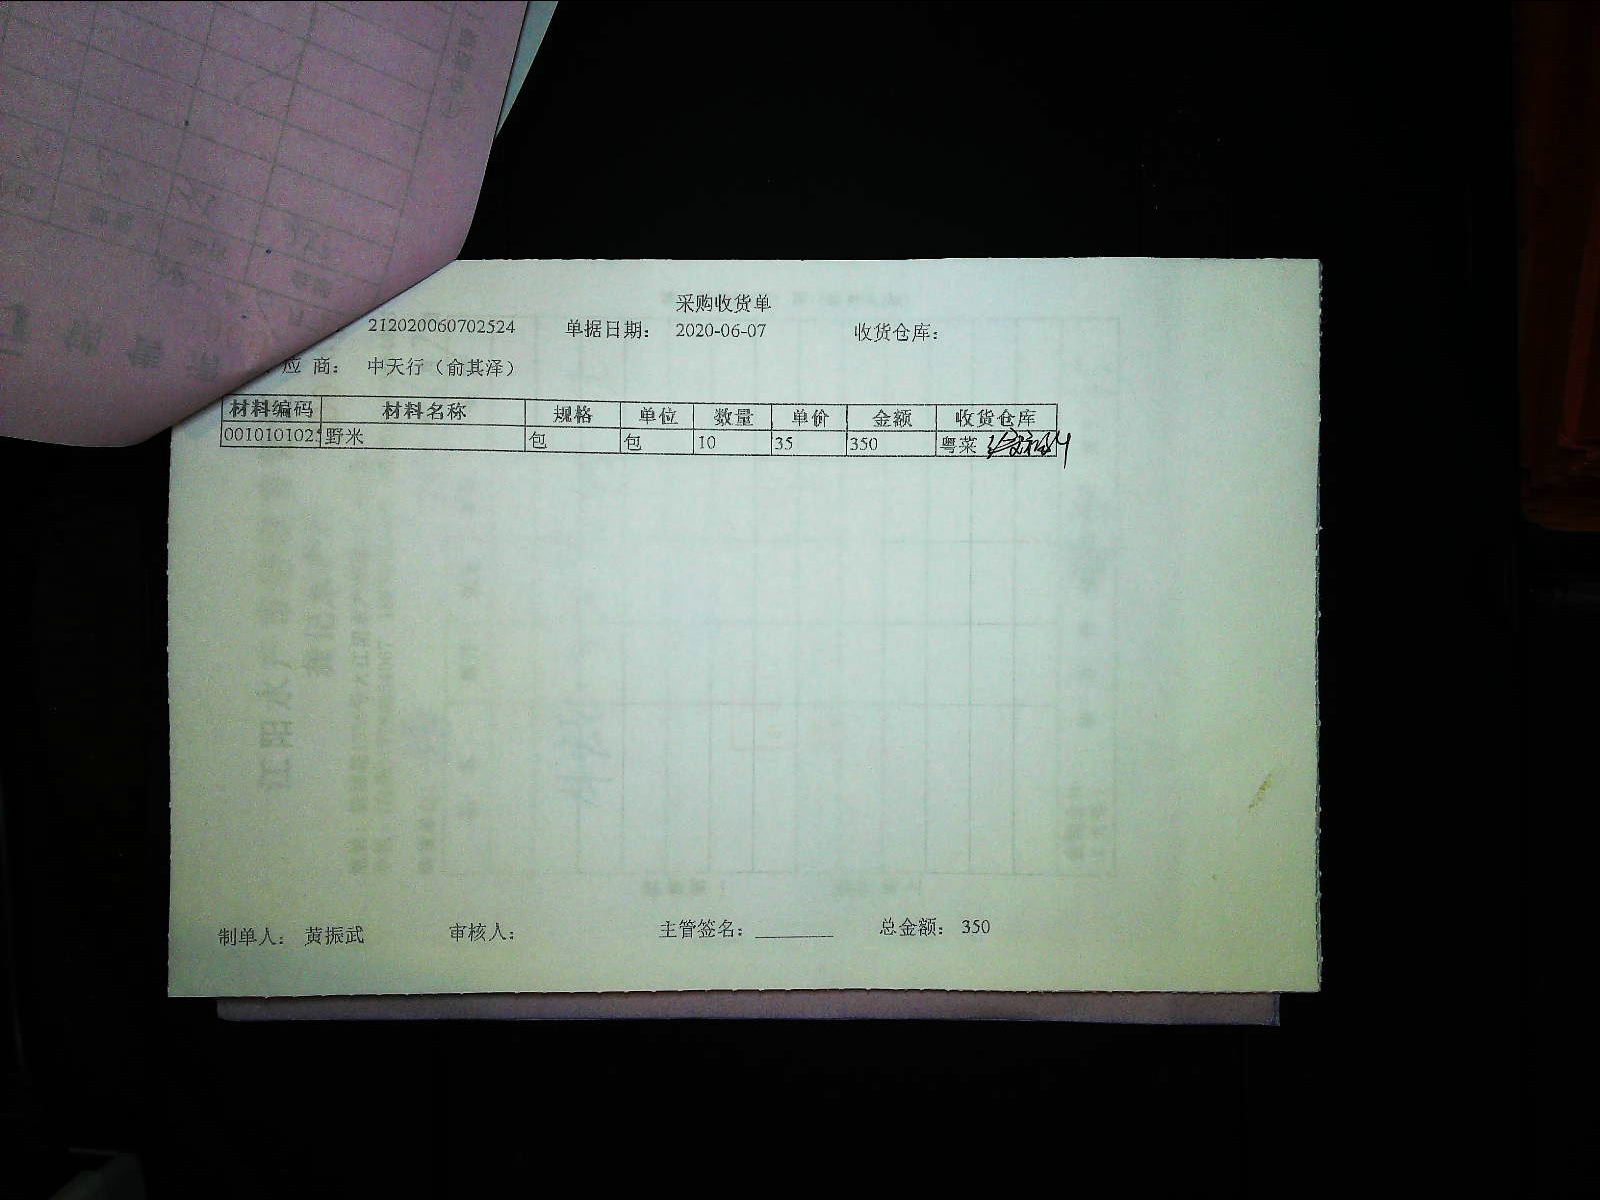 采购收货单
212020060702524 单据日期： 2020-06-07 收货仓库：
应 商： 中天行（俞其泽）
材料编码 材料名称 规格 单位 数量 单价 金额 收货仓库
0010101025 野米 包 包 10 35 350 粤菜
制单人： 黄振武 审核人： 主管签名：________ 总金额： 350